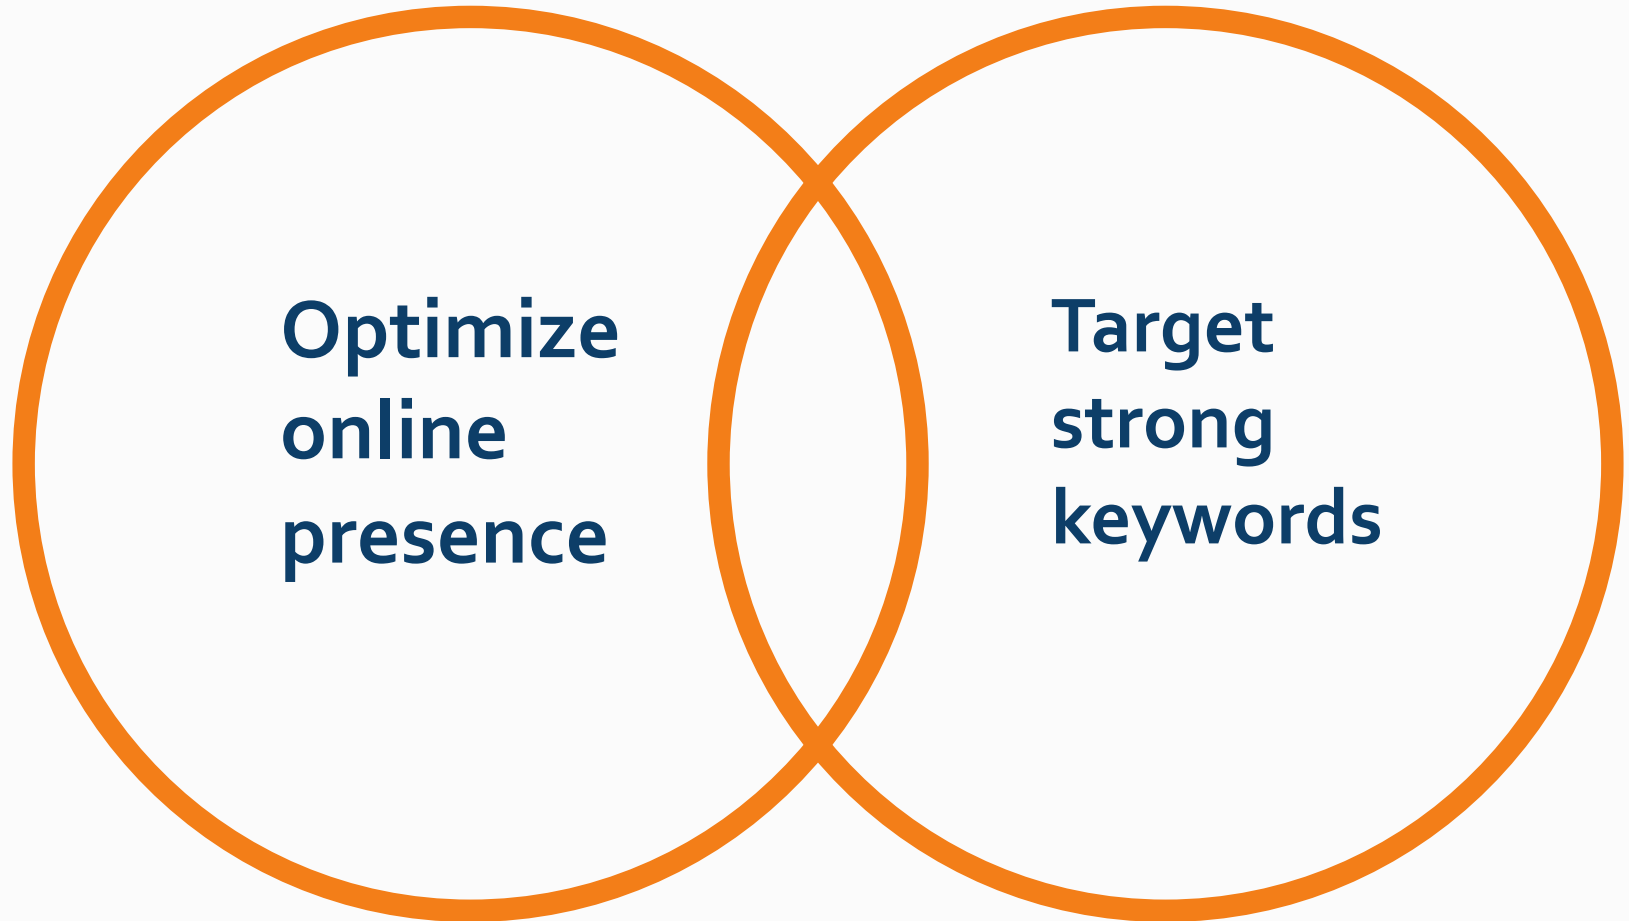 Optimize
online
presence
Target
strong
keywords